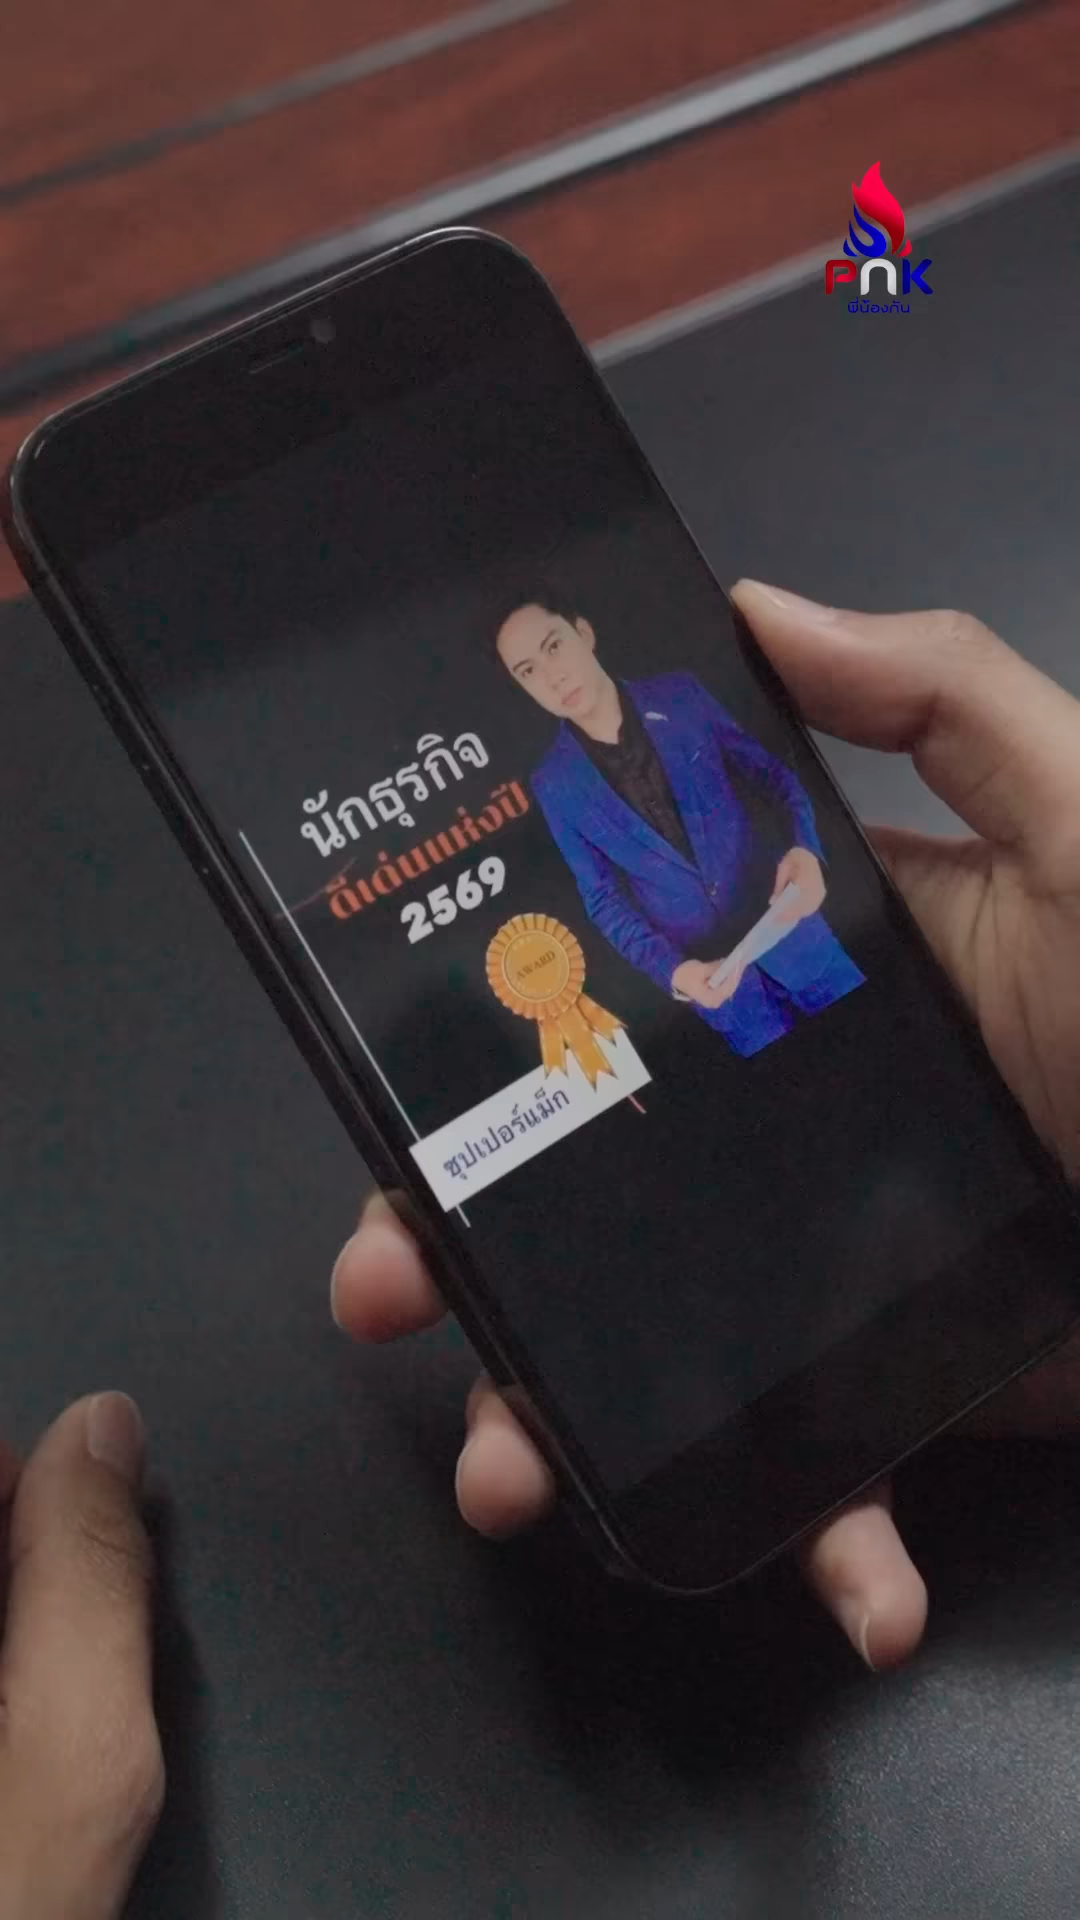 PnK
พี่น้องกัน
นักธุรกิจ
ดีเด่นแห่งปี
2569
AWARD
ซุปเปอร์แม็ก